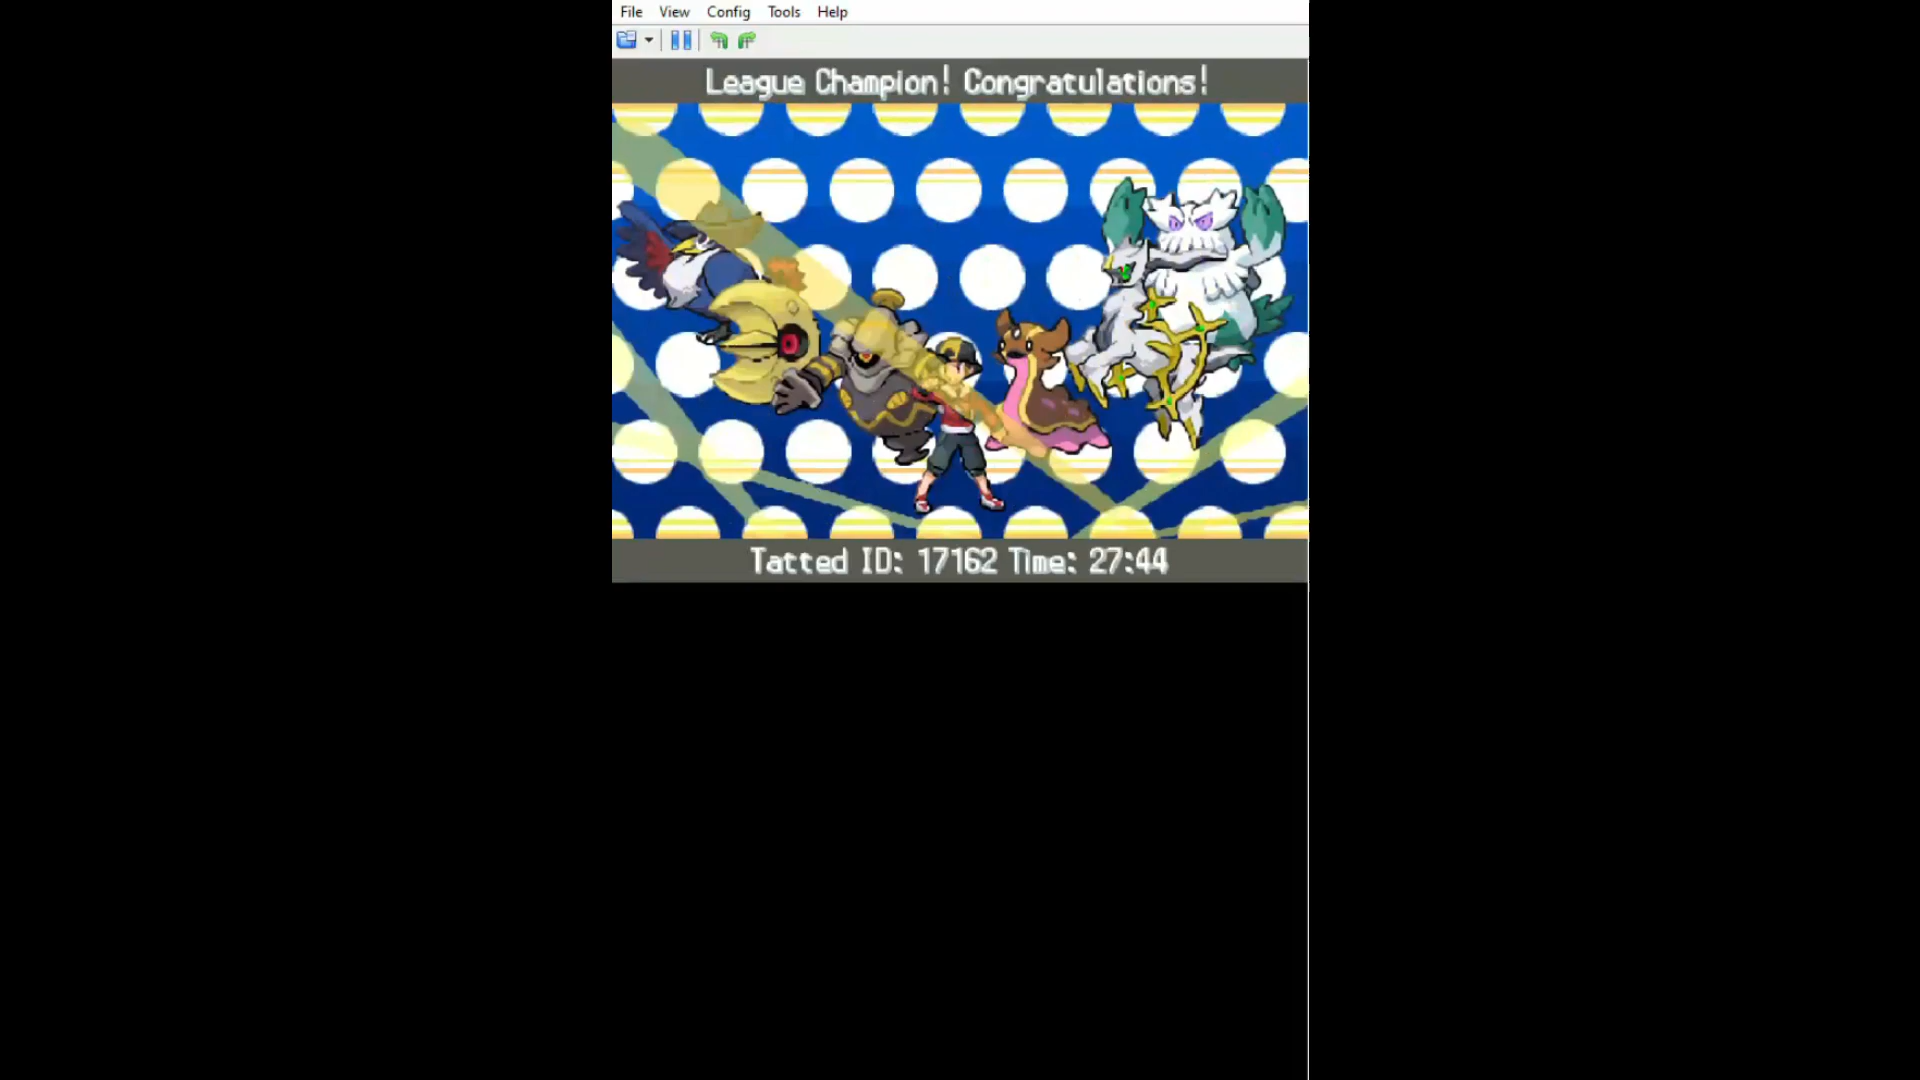 File View Config Tools Help
League Champion! Congratulations!
Tatted ID: 17162 Time: 27:44